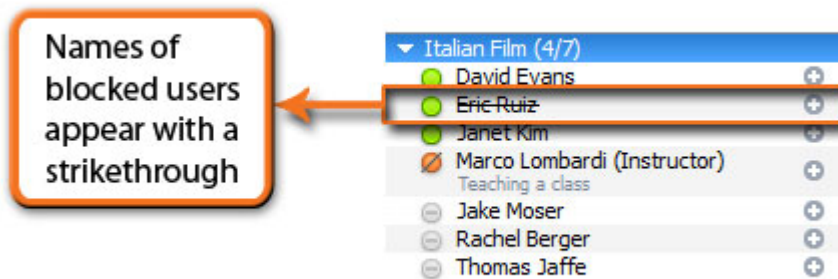 Names of
blocked users
appear with a
strikethrough
Italian Film (4/7)
David Evans
Eric Ruiz
Janet Kim
Marco Lombardi (Instructor)
Teaching a class
Jake Moser
Rachel Berger
Thomas Jaffe